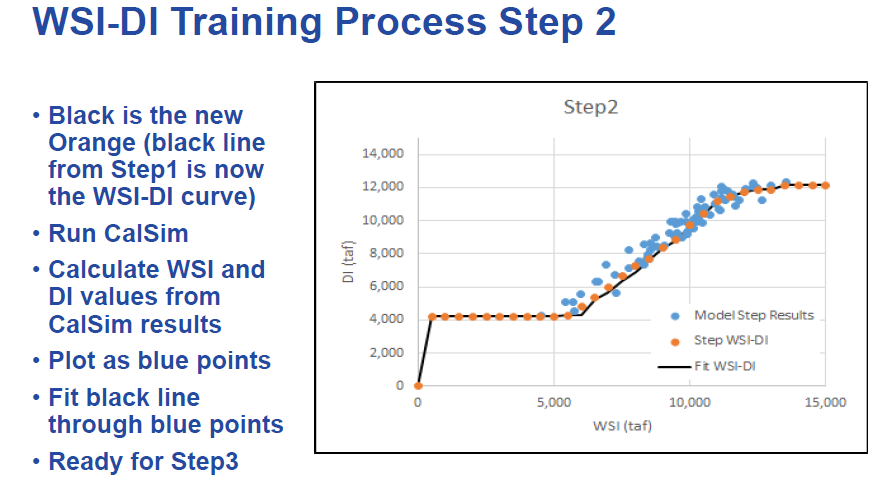 WSI-DI Training Process Step 2
• Black is the new
Orange (black line
from Step1 is now
the WSI-DI curve)
• Run CalSim
• Calculate WSI and
DI values from
CalSim results
• Plot as blue points
• Fit black line
through blue points
• Ready for Step3
Step2
14,000
12,000
10,000
8,000
6,000
4,000
2,000
0
DI (taf)
Model Step Results
Step WSI-DI
Fit WSI-DI
0
5,000
10,000
15,000
WSI (taf)